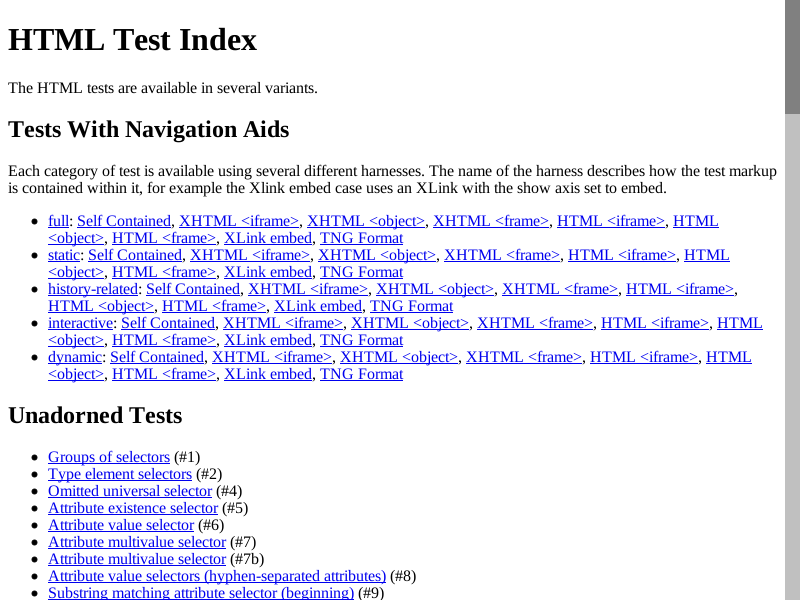 HTML Test Index
The HTML tests are available in several variants.
Tests With Navigation Aids
Each category of test is available using several different harnesses. The name of the harness describes how the test markup
is contained within it, for example the Xlink embed case uses an XLink with the show axis set to embed.
full: Self Contained, XHTML <iframe>, XHTML <object>, XHTML <frame>, HTML <iframe>, HTML
<object>, HTML <frame>, XLink embed, TNG Format
static: Self Contained, XHTML <iframe>, XHTML <object>, XHTML <frame>, HTML <iframe>, HTML
<object>, HTML <frame>, XLink embed, TNG Format
history-related: Self Contained, XHTML <iframe>, XHTML <object>, XHTML <frame>, HTML <iframe>,
HTML <object>, HTML <frame>, XLink embed, TNG Format
interactive: Self Contained, XHTML <iframe>, XHTML <object>, XHTML <frame>, HTML <iframe>, HTML
<object>, HTML <frame>, XLink embed, TNG Format
dynamic: Self Contained, XHTML <iframe>, XHTML <object>, XHTML <frame>, HTML <iframe>, HTML
<object>, HTML <frame>, XLink embed, TNG Format
Unadorned Tests
Groups of selectors (#1)
Type element selectors (#2)
Omitted universal selector (#4)
Attribute existence selector (#5)
Attribute value selector (#6)
Attribute multivalue selector (#7)
Attribute multivalue selector (#7b)
Attribute value selectors (hyphen-separated attributes) (#8)
Substring matching attribute selector (beginning) (#9)